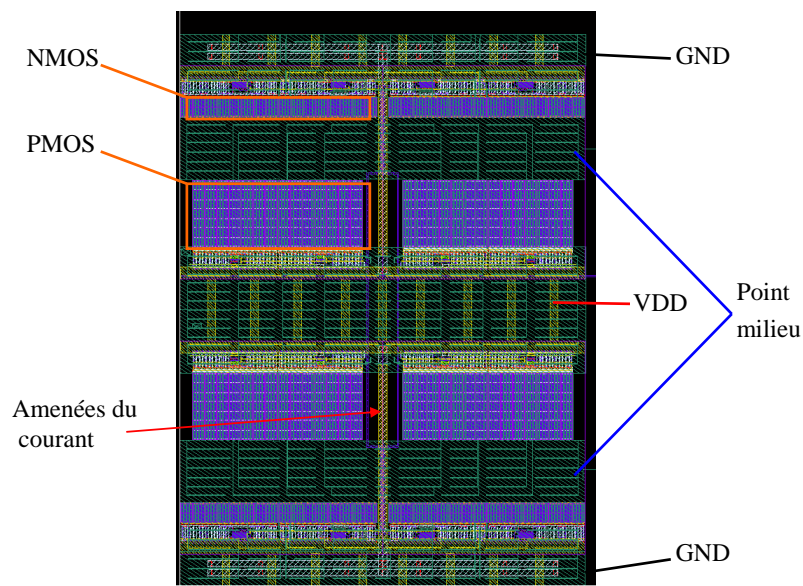 GND
NMOS
PMOS
VDD
Point
milieu
Amenées du
courant
GND